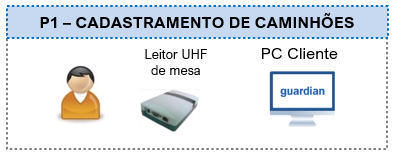 P1 – CADASTRAMENTO DE CAMINHÕES
Leitor UHF
de mesa
PC Cliente
guardian